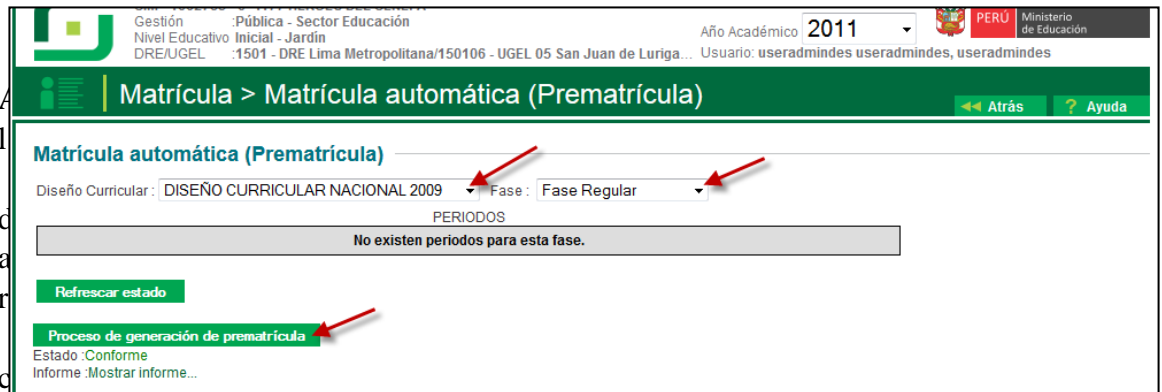 Gestión :Pública - Sector Educación
Nivel Educativo Inicial - Jardín
DRE/UGEL :1501 - DRE Lima Metropolitana/150106 - UGEL 05 San Juan de Luriga...
Año Académico 2011
Usuario: useradmindes useradmindes, useradmindes
PERÚ Ministerio
de Educación
Matrícula > Matrícula automática (Prematrícula)
Atrás
? Ayuda
Matrícula automática (Prematrícula)
Diseño Curricular : DISEÑO CURRICULAR NACIONAL 2009 Fase : Fase Regular
PERIODOS
No existen periodos para esta fase.
Refrescar estado
Proceso de generación de prematrícula
Estado :Conforme
Informe :Mostrar informe...